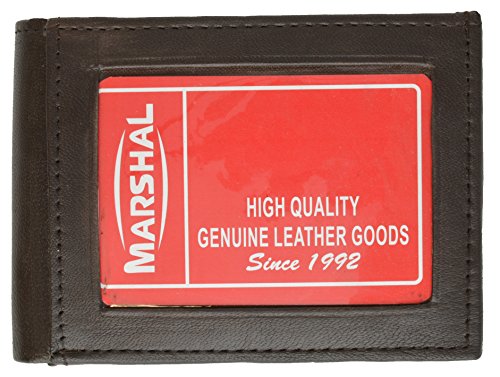 MARSHAL
HIGH QUALITY
GENUINE LEATHER GOODS
Since 1992